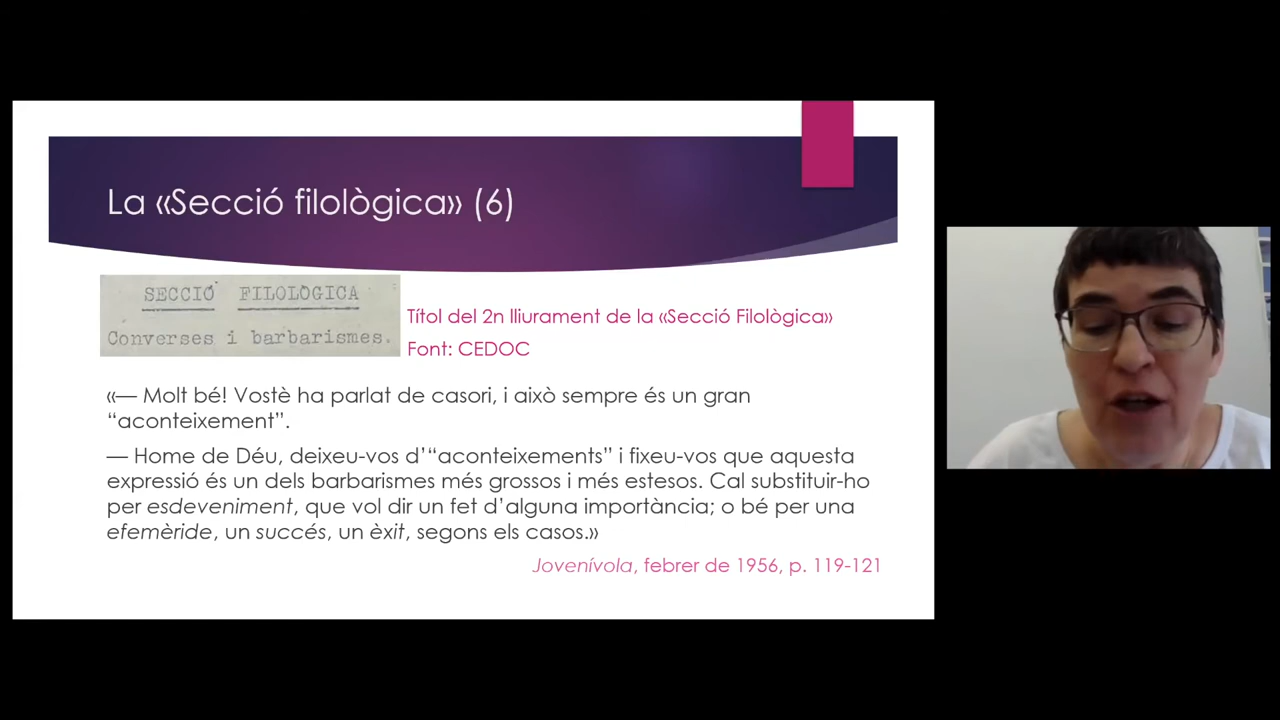 La «Secció filològica» (6)
SECCIÓ FILOLÒGICA
Converses i barbarismes.
Títol del 2n lliurament de la «Secció Filològica»
Font: CEDOC
«— Molt bé! Vostè ha parlat de casori, i això sempre és un gran
“aconteixement”.
— Home de Déu, deixeu-vos d’“aconteixements” i fixeu-vos que aquesta
expressió és un dels barbarismes més grossos i més estesos. Cal substituir-ho
per esdeveniment, que vol dir un fet d’alguna importància; o bé per una
efemèride, un succés, un èxit, segons els casos.»
Jovenívola, febrer de 1956, p. 119-121